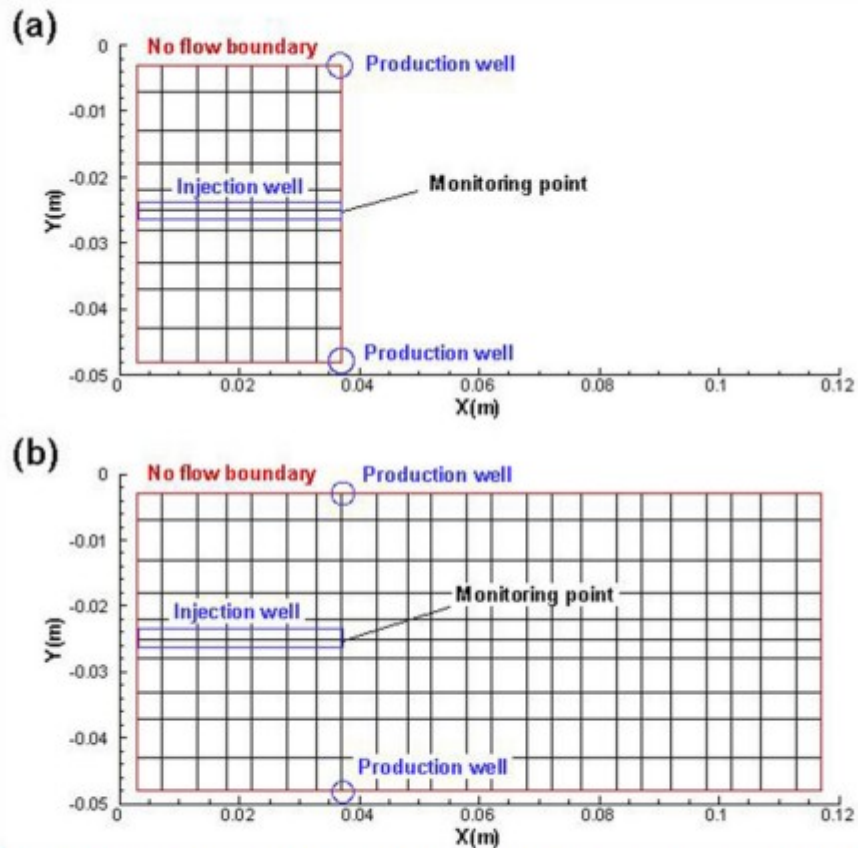 (a)
No flow boundary
Production well
0
-0.01
-0.02
-0.03
-0.04
-0.05
Y(m)
Injection well
Monitoring point
Production well
0
0.02
0.04
0.06
0.08
0.1
0.12
X(m)
(b)
No flow boundary
Production well
0
-0.01
-0.02
-0.03
-0.04
-0.05
Y(m)
Injection well
Monitoring point
Production well
0
0.02
0.04
0.06
0.08
0.1
0.12
X(m)